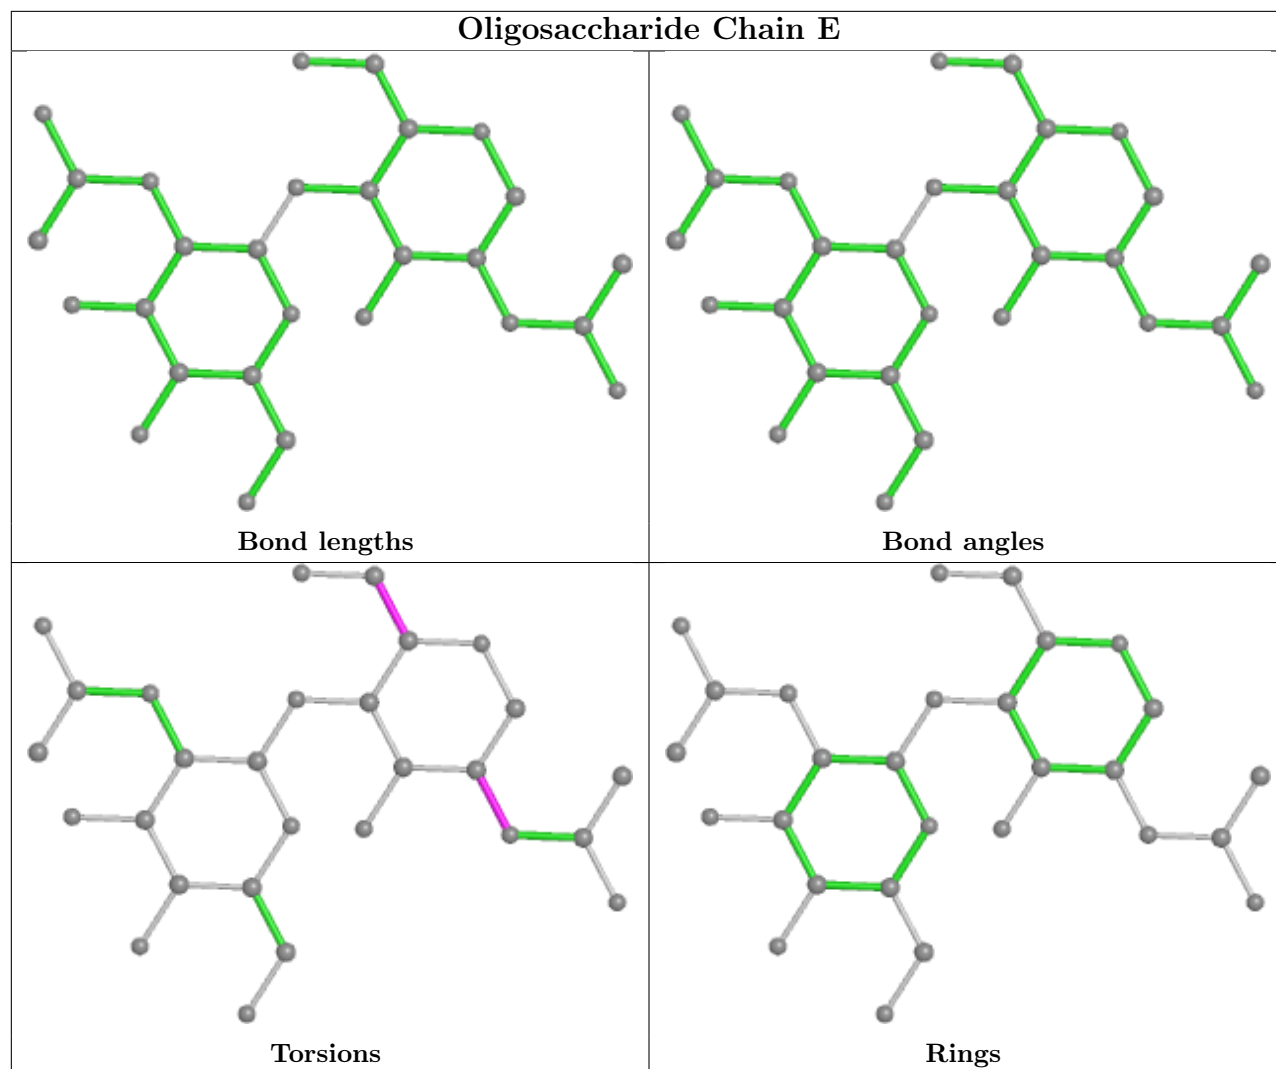 Oligosaccharide Chain E
Bond lengths
Bond angles
Torsions
Rings